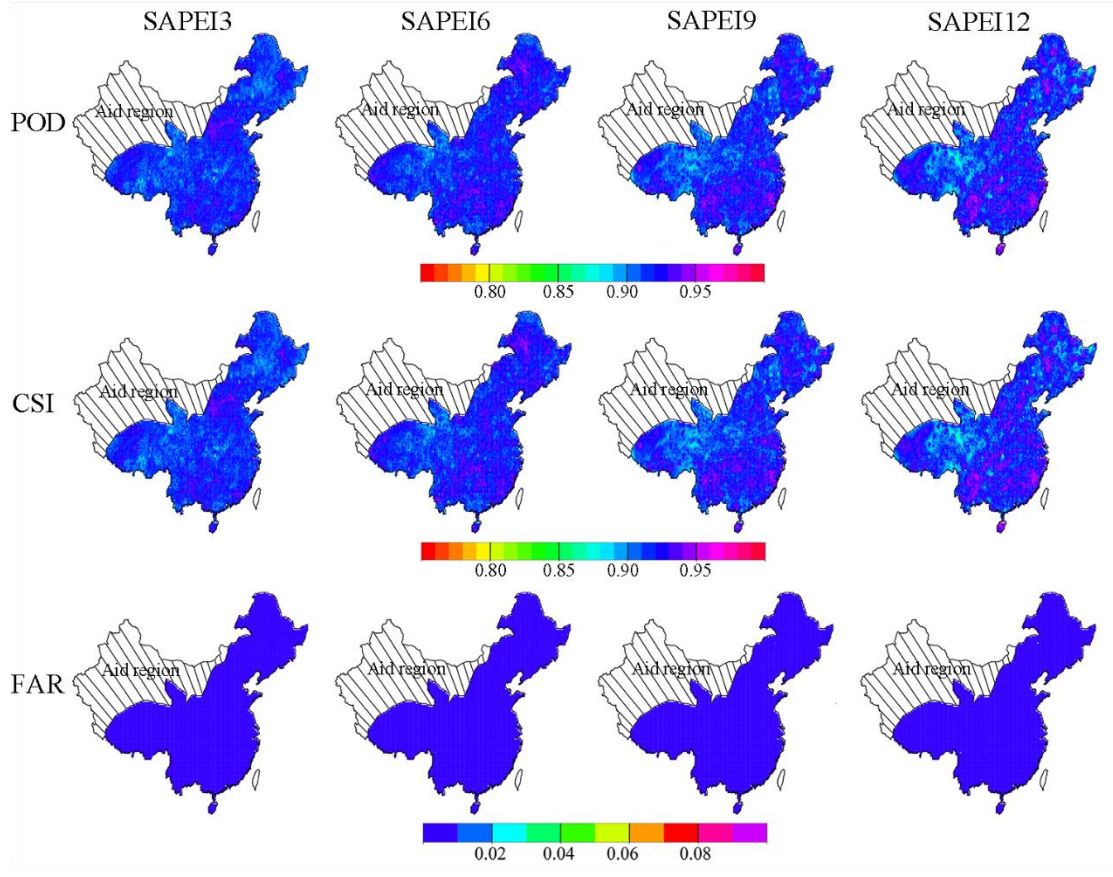 SAPEI3 SAPEI6 SAPEI9 SAPEI12
POD
Aid region Aid region Aid region Aid region
0.80 0.85 0.90 0.95
CSI
Aid region Aid region Aid region Aid region
0.80 0.85 0.90 0.95
FAR
Aid region Aid region Aid region Aid region
0.02 0.04 0.06 0.08